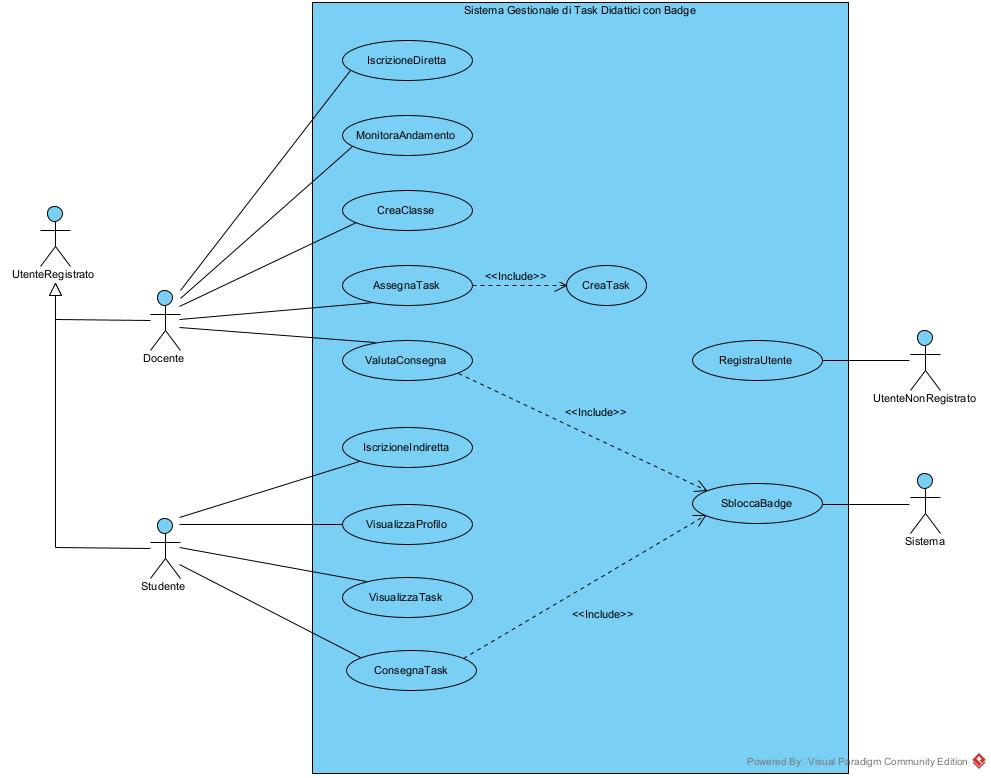 Sistema Gestionale di Task Didattici con Badge
IscrizioneDiretta
MonitoraAndamento
CreaClasse
UtenteRegistrato
AssegnaTask
<<Include>>
CreaTask
Docente
ValutaConsegna
RegistraUtente
UtenteNonRegistrato
<<Include>>
IscrizioneIndiretta
SbloccaBadge
Sistema
VisualizzaProfilo
Studente
VisualizzaTask
<<Include>>
ConsegnaTask
Powered By: Visual Paradigm Community Edition